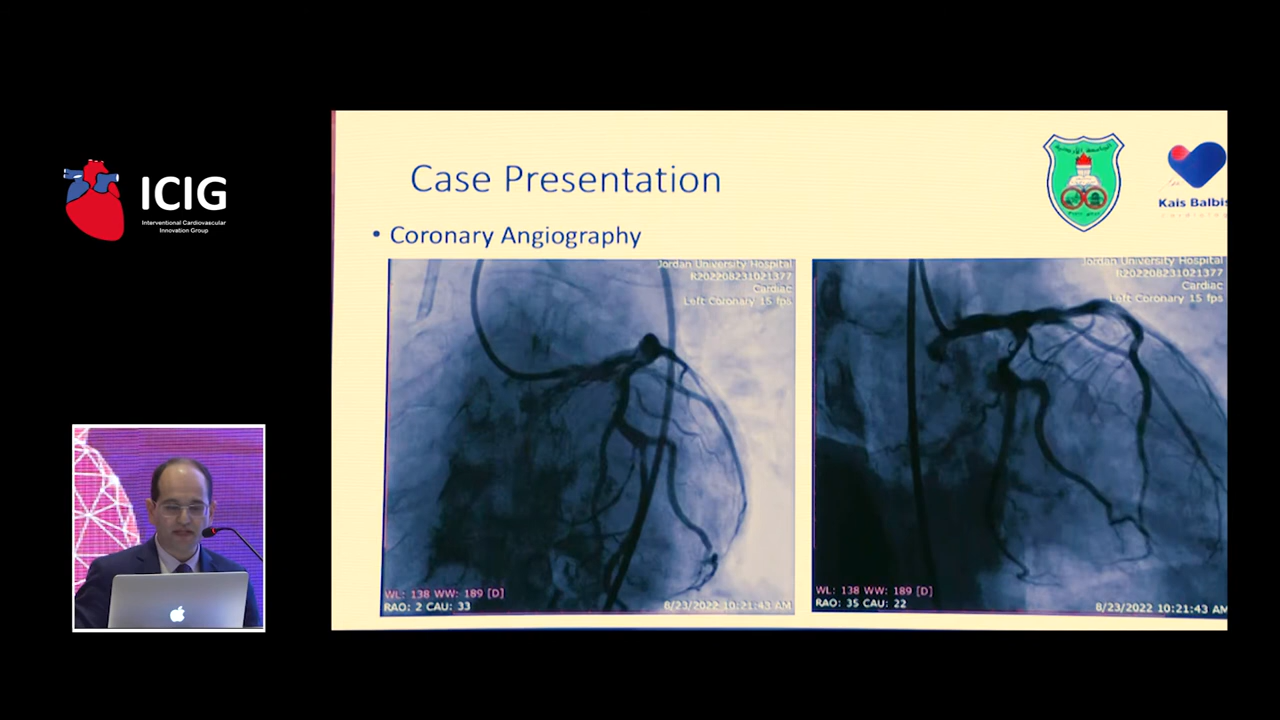 ICIG
Interventional Cardiovascular
Innovation Group
Case Presentation
• Coronary Angiography
Kais Balbis
Jordan University Hospital
R202208231021377
Cardiac
Left Coronary 15 fps
WL: 138 WW: 189 [D]
RAO: 2 CAU: 33
8/23/2022 10:21:43 AM
Jordan University Hospital
R202208231021377
Cardiac
Left Coronary 15 fps
WL: 138 WW: 189 [D]
RAO: 35 CAU: 22
8/23/2022 10:21:43 AM